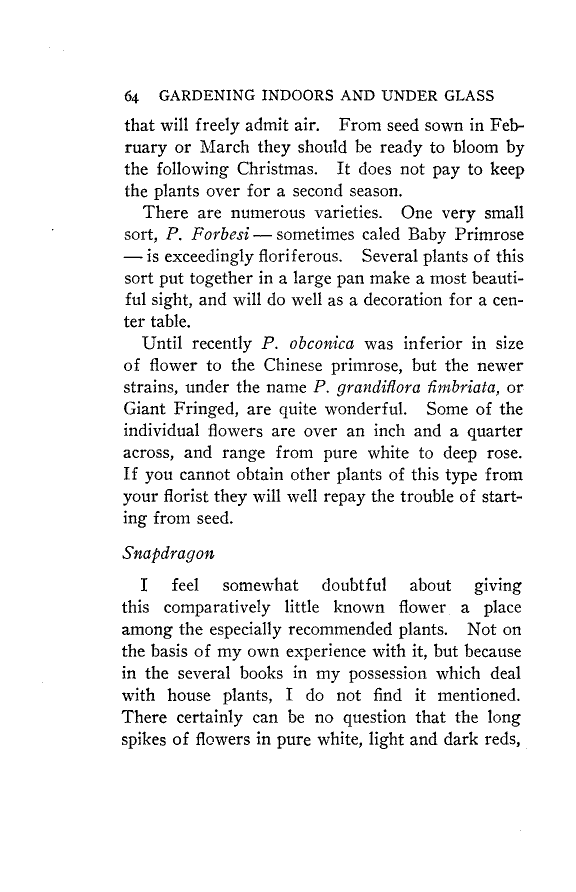 64 GARDENING INDOORS AND UNDER GLASS
that will freely admit air. From seed sown in Feb-
ruary or March they should be ready to bloom by
the following Christmas. It does not pay to keep
the plants over for a second season.
There are numerous varieties. One very small
sort, P. Forbesi — sometimes caled Baby Primrose
— is exceedingly floriferous. Several plants of this
sort put together in a large pan make a most beauti-
ful sight, and will do well as a decoration for a cen-
ter table.
Until recently P. obconica was inferior in size
of flower to the Chinese primrose, but the newer
strains, under the name P. grandiflora fimbriata, or
Giant Fringed, are quite wonderful. Some of the
individual flowers are over an inch and a quarter
across, and range from pure white to deep rose.
If you cannot obtain other plants of this type from
your florist they will well repay the trouble of start-
ing from seed.
Snapdragon
I feel somewhat doubtful about giving
this comparatively little known flower a place
among the especially recommended plants. Not on
the basis of my own experience with it, but because
in the several books in my possession which deal
with house plants, I do not find it mentioned.
There certainly can be no question that the long
spikes of flowers in pure white, light and dark reds,